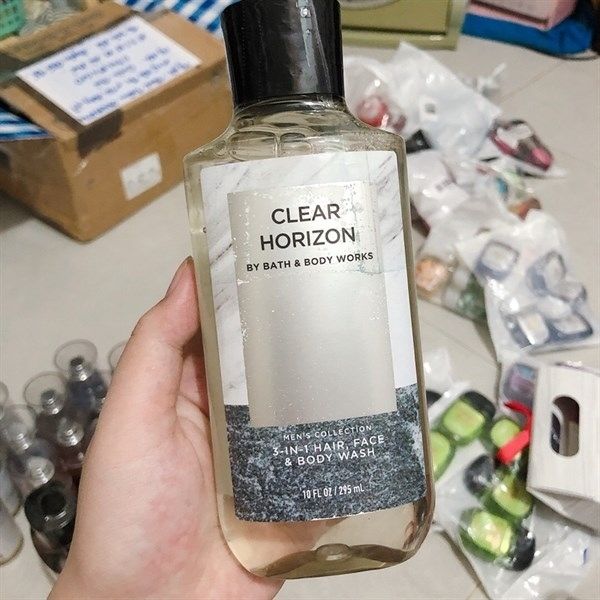 CLEAR
HORIZON
BY BATH & BODY WORKS
MEN'S COLLECTION
3-IN-1 HAIR, FACE
& BODY WASH
10 FL OZ / 295 mL